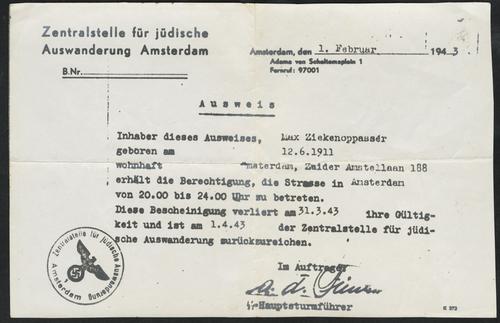 Zentralstelle für jüdische
Auswanderung Amsterdam
B.Nr.
Amsterdam, den 1. Februar 1943
Adama van Scheltemaplein 1
Fernruf: 97001
Ausweis
Inhaber dieses Ausweises, Max Ziekenoppasser
geboren am 12.6.1911
wohnhaft msterdam, Zuider Amstellaan 188
erhält die Berechtigung, die Strasse in Amsterdam
von 20.00 bis 24.00 Uhr zu betreten.
Diese Bescheinigung verliert am 31.3.43 ihre Gültig-
keit und ist am 1.4.43 der Zentralstelle für jüdi-
sche Auswanderung zurückzureichen.
Im Auftrage:
Hauptsturmführer
Zentralstelle für jüdische Auswanderung
Amsterdam
K 372